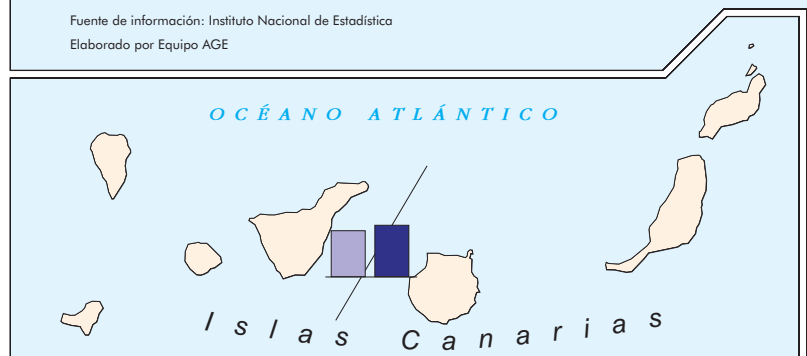 Fuente de información: Instituto Nacional de Estadística
Elaborado por Equipo AGE
OCÉANO ATLÁNTICO
Islas Canarias